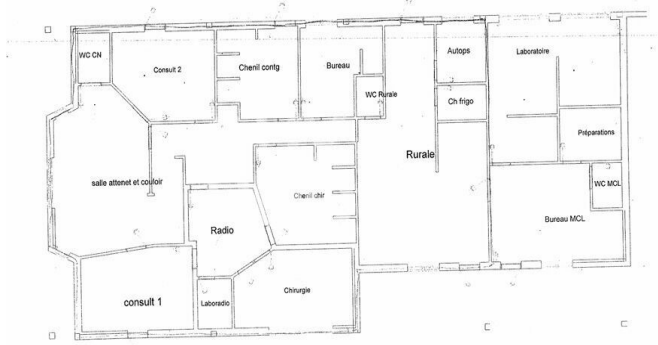 WC CN
Consult 2
Chenil contg
Bureau
WC Rurale
Autops
Ch frigo
Laboratoire
Préparations
Rurale
salle attenet et couloir
Chenil chir
WC MCL
Bureau MCL
Radio
consult 1
Laboradio
Chirurgie